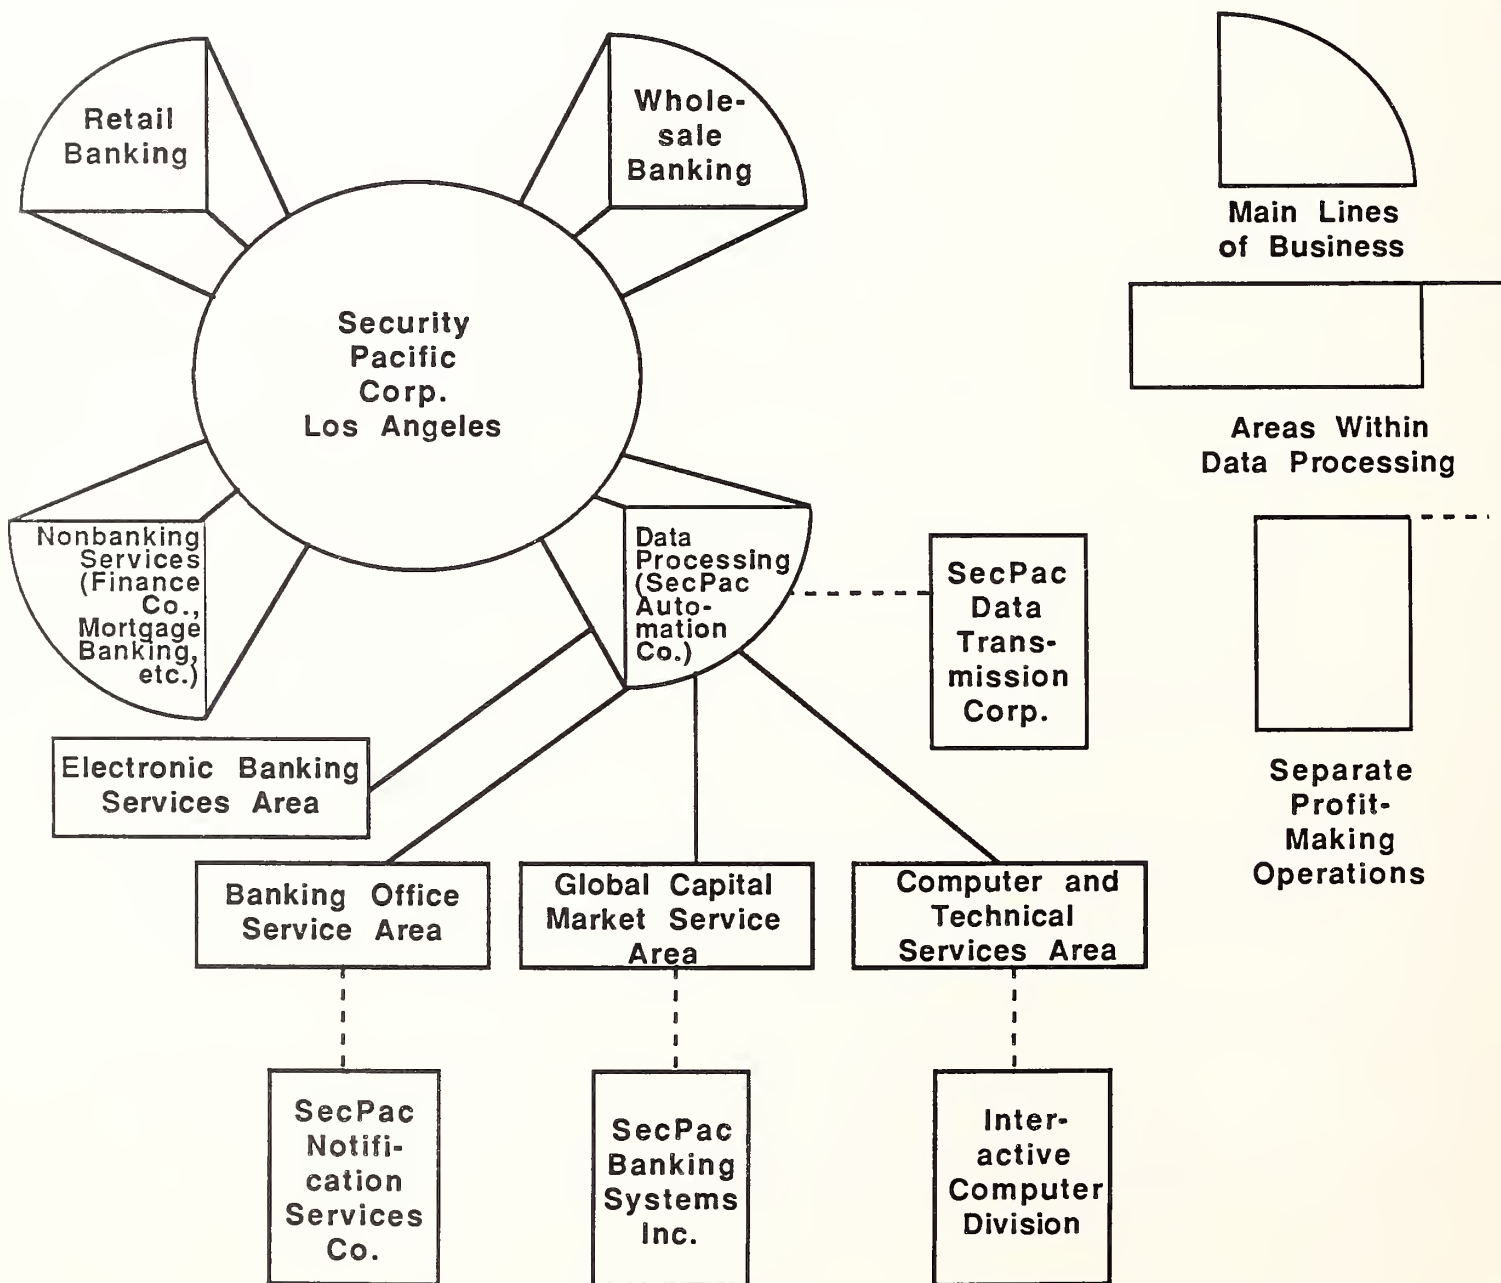 Retail
Banking
Whole-
sale
Banking
Main Lines
of Business
Security
Pacific
Corp.
Los Angeles
Areas Within
Data Processing
Nonbanking
Services
(Finance
Co.,
Mortgage
Banking,
etc.)
Data
Processing
(SecPac
Auto-
mation
Co.)
SecPac
Data
Trans-
mission
Corp.
Separate
Profit-
Making
Operations
Electronic Banking
Services Area
Banking Office
Service Area
Global Capital
Market Service
Area
Computer and
Technical
Services Area
SecPac
Notifi-
cation
Services
Co.
SecPac
Banking
Systems
Inc.
Inter-
active
Computer
Division